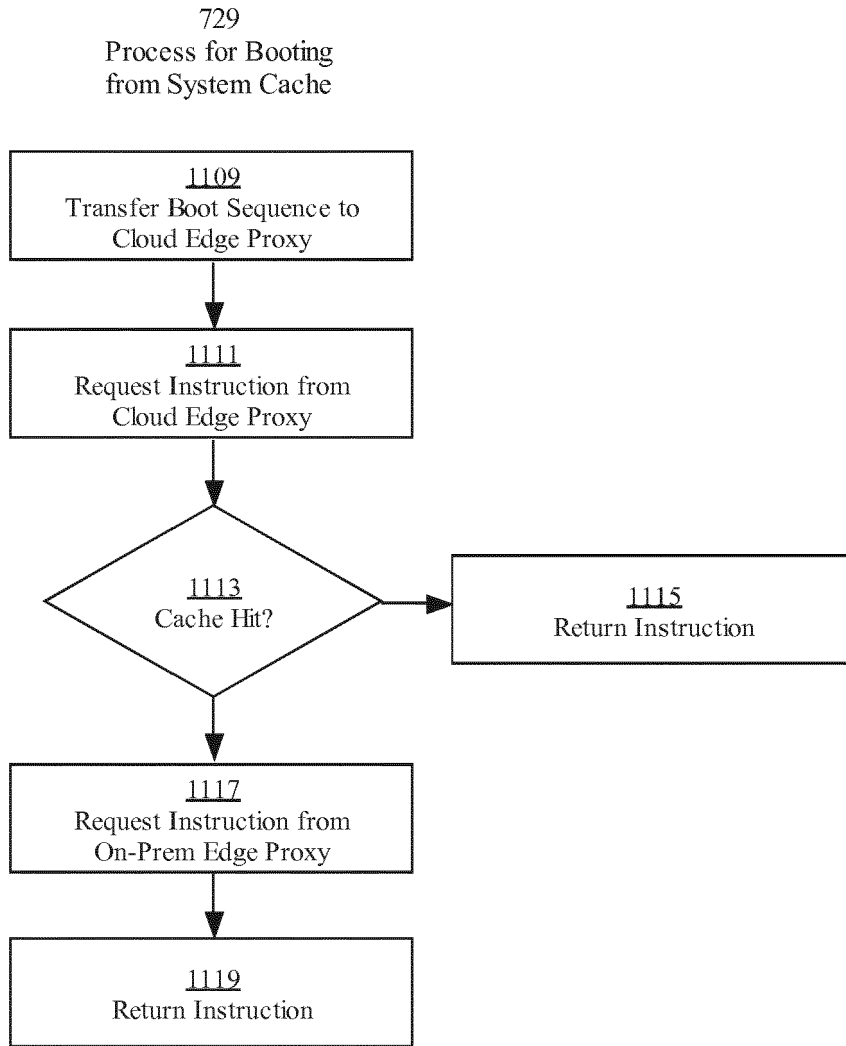 729
Process for Booting
from System Cache
1109
Transfer Boot Sequence to
Cloud Edge Proxy
1111
Request Instruction from
Cloud Edge Proxy
1113
Cache Hit?
1115
Return Instruction
1117
Request Instruction from
On-Prem Edge Proxy
1119
Return Instruction